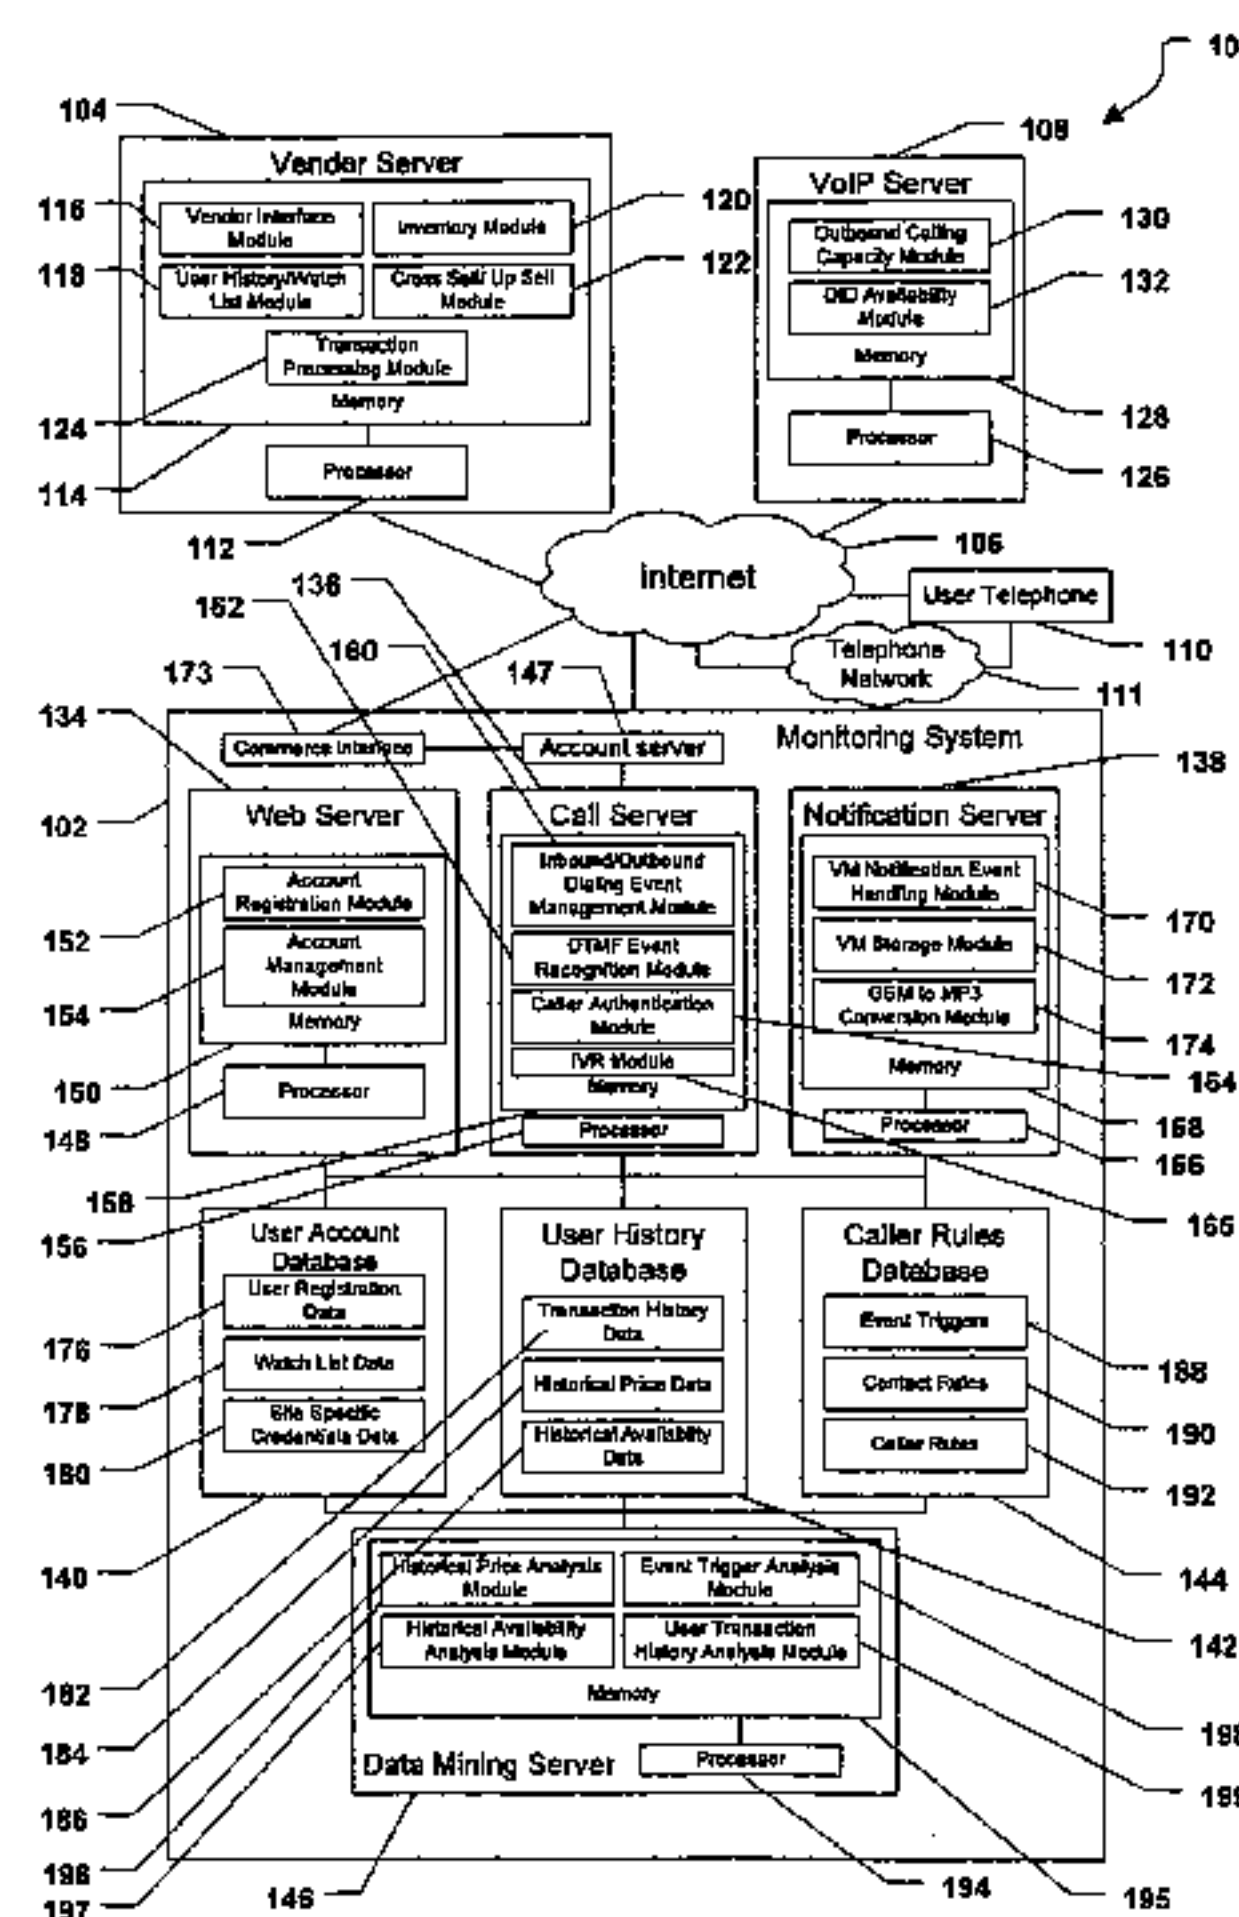 10
104
108
Vendor Server
VoIP Server
116
Vendor Interface
Module
Inventory Module
120
118
User History/Watch
List Module
Cross Sell/ Up Sell
Module
122
Transaction
Processing Module
Memory
124
Processor
114
112
Outbound Calling
Capacity Module
130
DID Availability
Module
132
Memory
128
Processor
126
Internet
106
User Telephone
110
Telephone
Network
111
136
162
160
173
147
134
Commerce Interface
Account server
Monitoring System
138
102
Web Server
Call Server
Notification Server
Account
Registration Module
152
Account
Management
Module
154
Memory
150
Processor
148
Inbound/Outbound
Dialing Event
Management Module
DTMF Event
Recognition Module
Caller Authentication
Module
IVR Module
Memory
Processor
158
156
VM Notification Event
Handling Module
170
VM Storage Module
172
GSM to MP3
Conversion Module
174
164
Memory
168
Processor
166
165
User Account
Database
User Registration
Data
176
Watch List Data
178
Site Specific
Credentials Data
180
140
User History
Database
Transaction History
Data
Historical Price Data
Historical Availability
Data
Caller Rules
Database
Event Triggers
188
Contact Rules
190
Caller Rules
192
144
142
Historical Price Analysis
Module
Event Trigger Analysis
Module
Historical Availability
Analysis Module
User Transaction
History Analysis Module
Memory
Data Mining Server
Processor
182
184
186
196
197
146
194
195
198
199